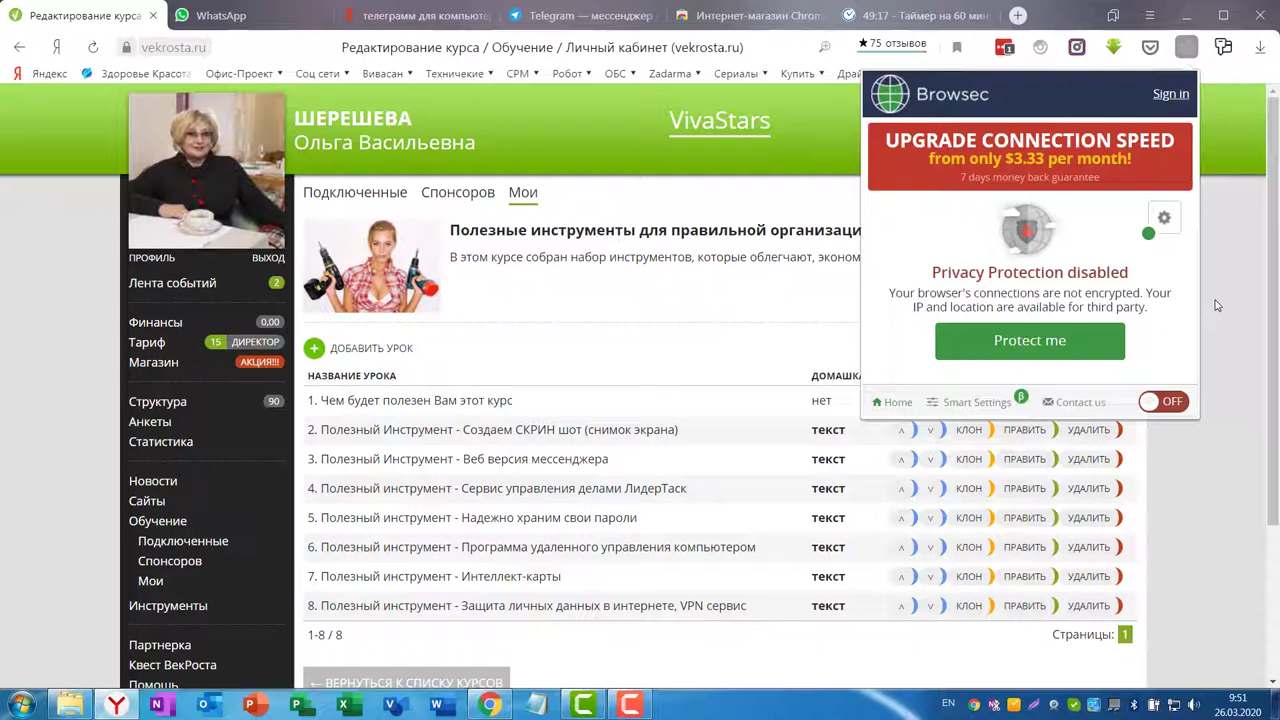 Редактирование курса
WhatsApp
телеграмм для компьюте
Telegram — мессенджер
Интернет-магазин Chrom
49:17 - Таймер на 60 мин
vekrosta.ru
Редактирование курса / Обучение / Личный кабинет (vekrosta.ru)
★75 отзывов
Яндекс
Здоровье Красота
Офис-Проект
Соц сети
Вивасан
Техничекие
СРМ
Робот
ОБС
Zadarma
Сериалы
Купить
Драй
ШЕРЕШЕВА
Ольга Васильевна
VivaStars
Browsec
Sign in
UPGRADE CONNECTION SPEED
from only $3.33 per month!
7 days money back guarantee
Privacy Protection disabled
Your browser's connections are not encrypted. Your
IP and location are available for third party.
Protect me
Home
Smart Settings
β
Contact us
OFF
ПРОФИЛЬ
ВЫХОД
Лента событий 2
Финансы 0,00
Тариф 15 ДИРЕКТОР
Магазин АКЦИЯ!!!
Структура 90
Анкеты
Статистика
Новости
Сайты
Обучение
Подключенные
Спонсоров
Мои
Инструменты
Партнерка
Квест ВекРоста
Помощь
Подключенные Спонсоров Мои
Полезные инструменты для правильной организаци
В этом курсе собран набор инструментов, которые облегчают, эконом
ДОБАВИТЬ УРОК
НАЗВАНИЕ УРОКА ДОМАШКА
1. Чем будет полезен Вам этот курс нет
2. Полезный Инструмент - Создаем СКРИН шот (снимок экрана) текст КЛОН ПРАВИТЬ УДАЛИТЬ
3. Полезный Инструмент - Веб версия мессенджера текст КЛОН ПРАВИТЬ УДАЛИТЬ
4. Полезный инструмент - Сервис управления делами ЛидерТаск текст КЛОН ПРАВИТЬ УДАЛИТЬ
5. Полезный инструмент - Надежно храним свои пароли текст КЛОН ПРАВИТЬ УДАЛИТЬ
6. Полезный инструмент - Программа удаленного управления компьютером текст КЛОН ПРАВИТЬ УДАЛИТЬ
7. Полезный инструмент - Интеллект-карты текст КЛОН ПРАВИТЬ УДАЛИТЬ
8. Полезный инструмент - Защита личных данных в интернете, VPN сервис текст КЛОН ПРАВИТЬ УДАЛИТЬ
1-8 / 8
Страницы: 1
← ВЕРНУТЬСЯ К СПИСКУ КУРСОВ
EN
9:51
26.03.2020